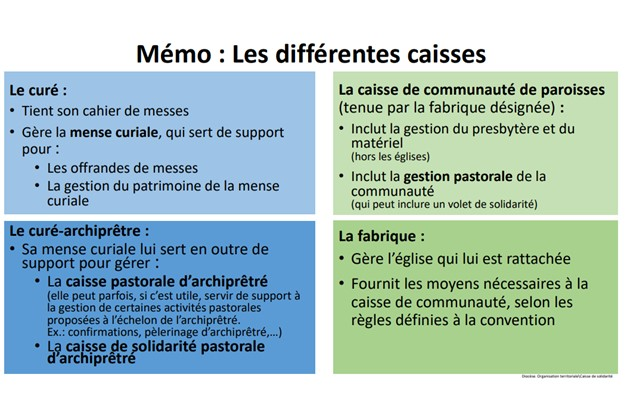 Mémo : Les différentes caisses
Le curé :
• Tient son cahier de messes
• Gère la mense curiale, qui sert de support
pour :
• Les offrandes de messes
• La gestion du patrimoine de la mense
curiale
La caisse de communauté de paroisses
(tenue par la fabrique désignée) :
• Inclut la gestion du presbytère et du
matériel
(hors les églises)
• Inclut la gestion pastorale de la
communauté
(qui peut inclure un volet de solidarité)
Le curé-archiprêtre :
• Sa mense curiale lui sert en outre de
support pour gérer :
• La caisse pastorale d’archiprêtré
(elle peut parfois, si c’est utile, servir de support à
la gestion de certaines activités pastorales
proposées à l’échelon de l’archiprêtré.
Ex.: confirmations, pèlerinage d’archiprêtré,…)
• La caisse de solidarité pastorale
d’archiprêtré
La fabrique :
• Gère l’église qui lui est rattachée
• Fournit les moyens nécessaires à la
caisse de communauté, selon les
règles définies à la convention